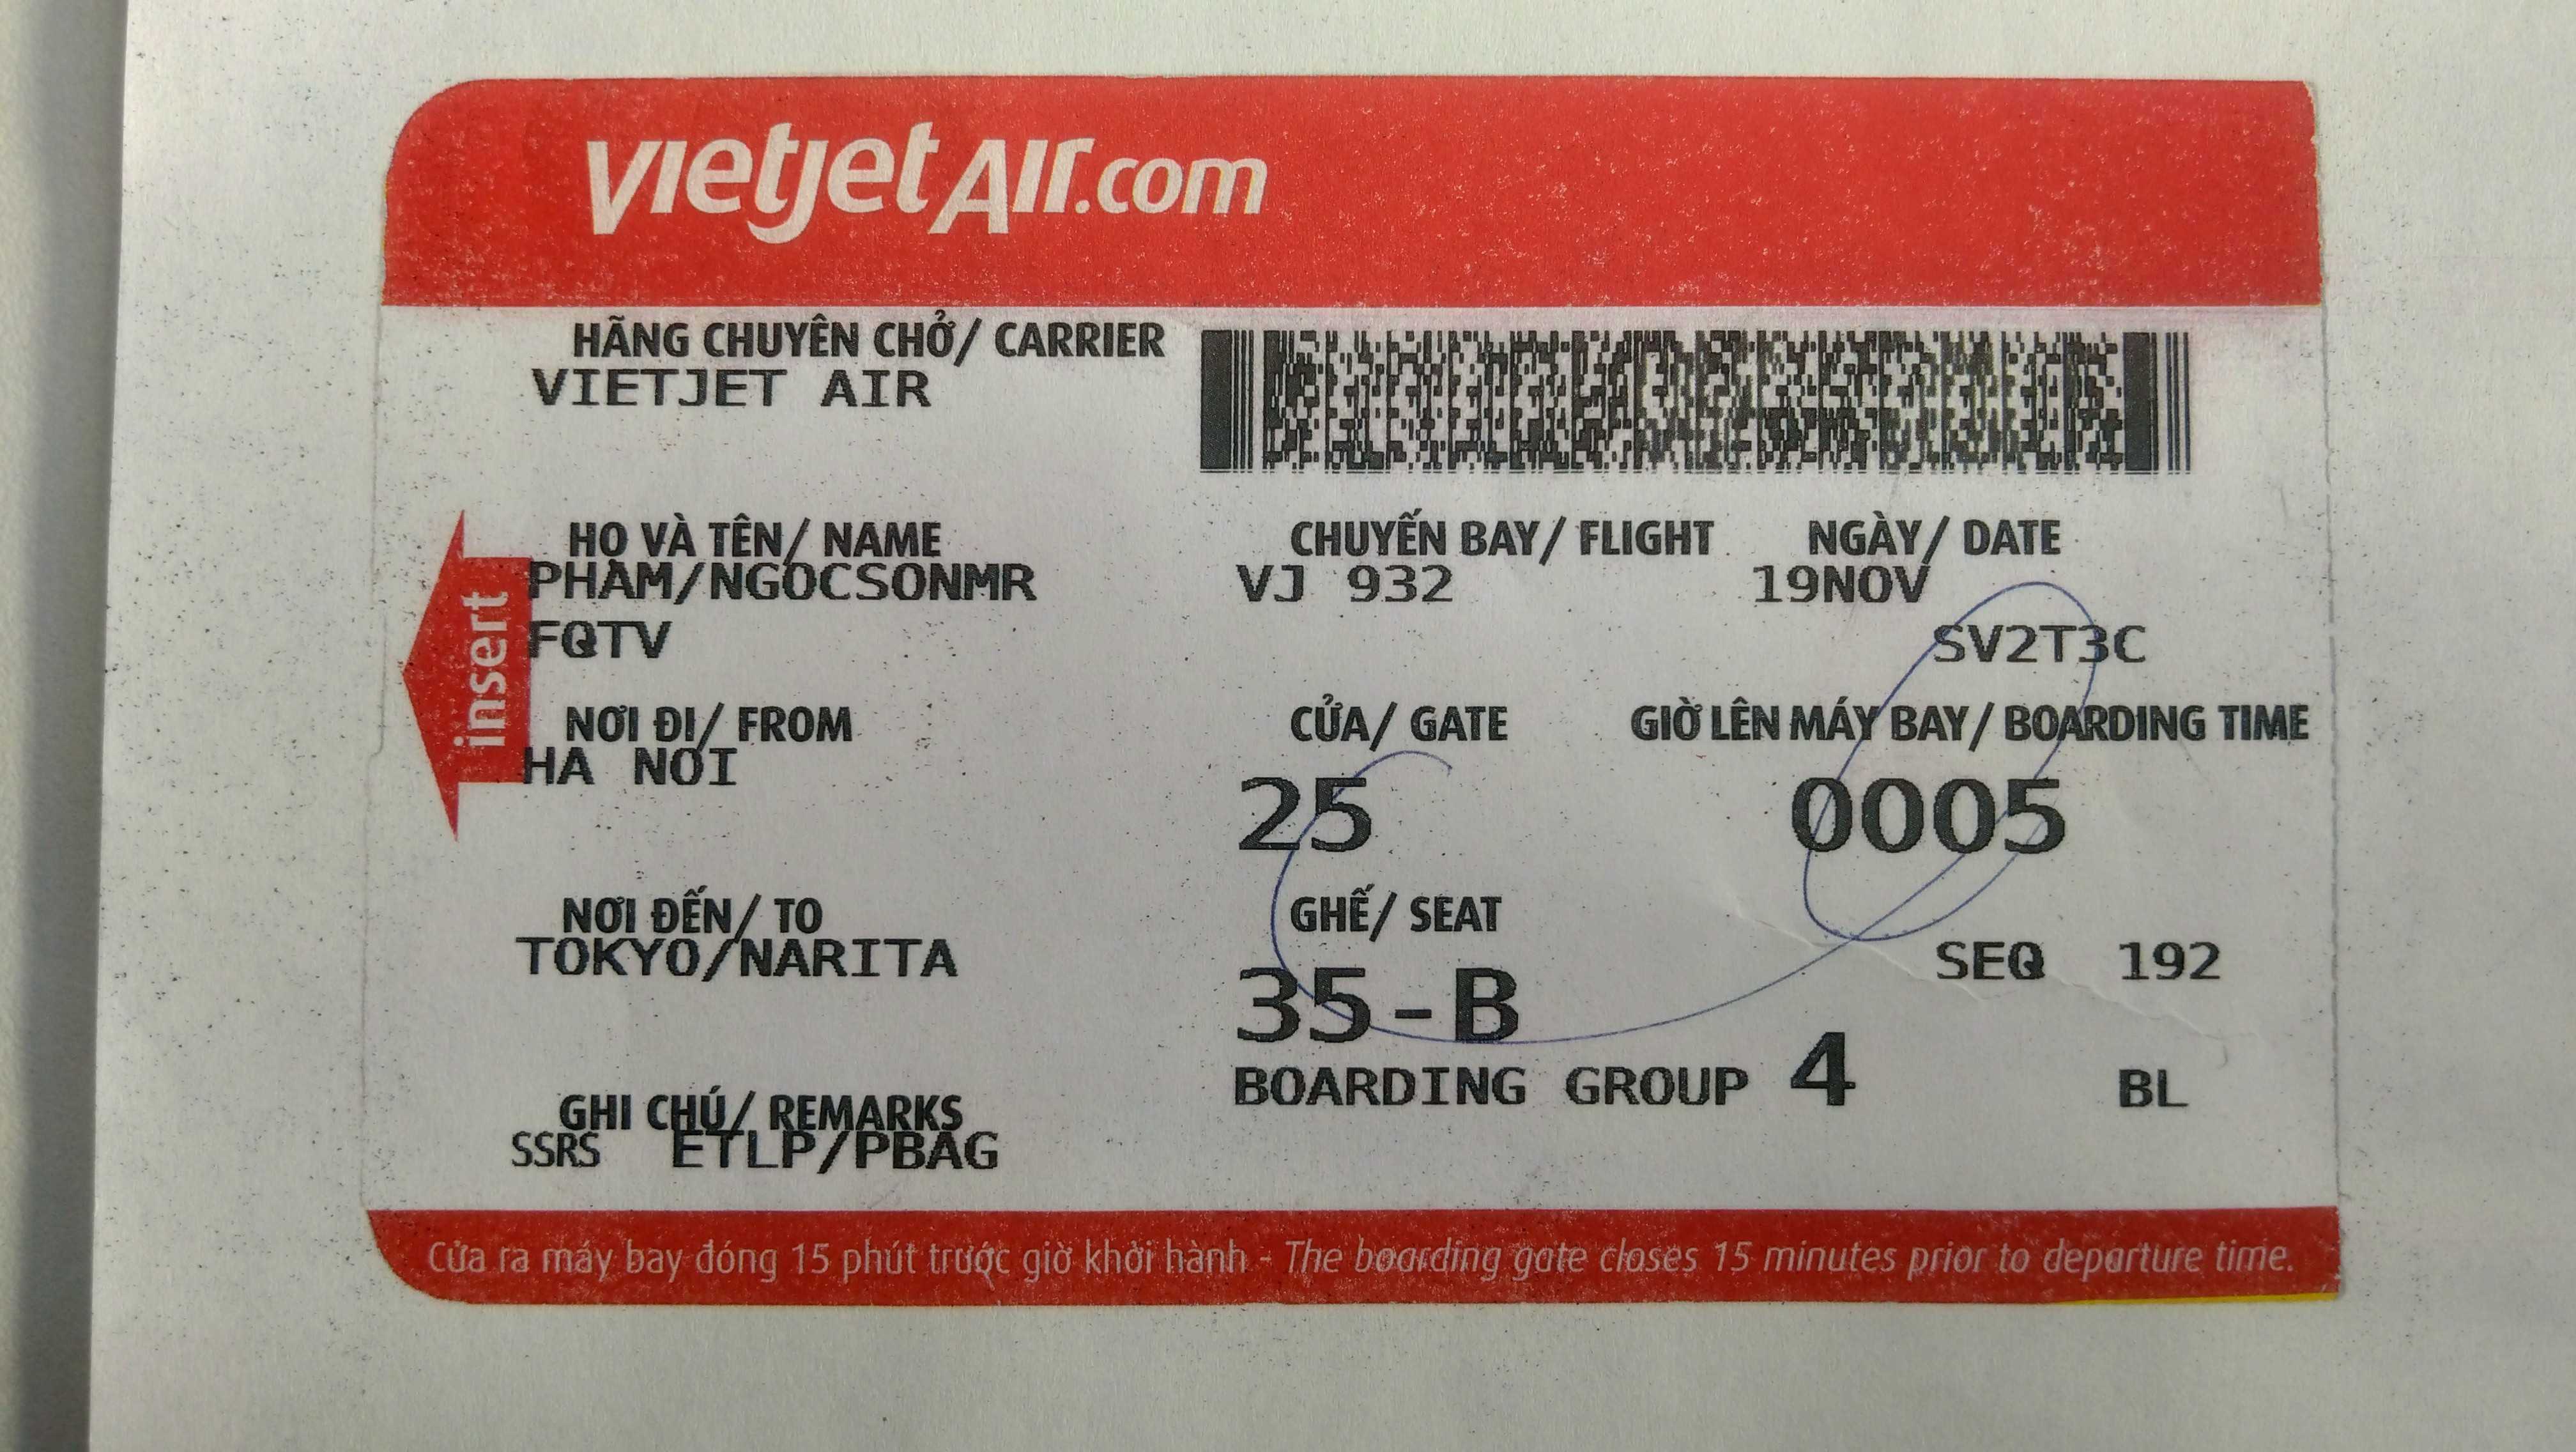 vietjetAir.com
HÃNG CHUYÊN CHỞ/ CARRIER
VIETJET AIR
HỌ VÀ TÊN/ NAME
PHAM/NGOCSONMR
FQTV
CHUYẾN BAY/ FLIGHT
VJ 932
NGÀY/ DATE
19NOV
SV2T3C
insert
NƠI ĐI/ FROM
HA NOI
CỬA/ GATE
25
GIỜ LÊN MÁY BAY/ BOARDING TIME
0005
NƠI ĐẾN/ TO
TOKYO/NARITA
GHẾ/ SEAT
35-B
SEQ 192
BOARDING GROUP 4
BL
GHI CHÚ/ REMARKS
SSRS ETLP/PBAG
Cửa ra máy bay đóng 15 phút trước giờ khởi hành - The boarding gate closes 15 minutes prior to departure time.